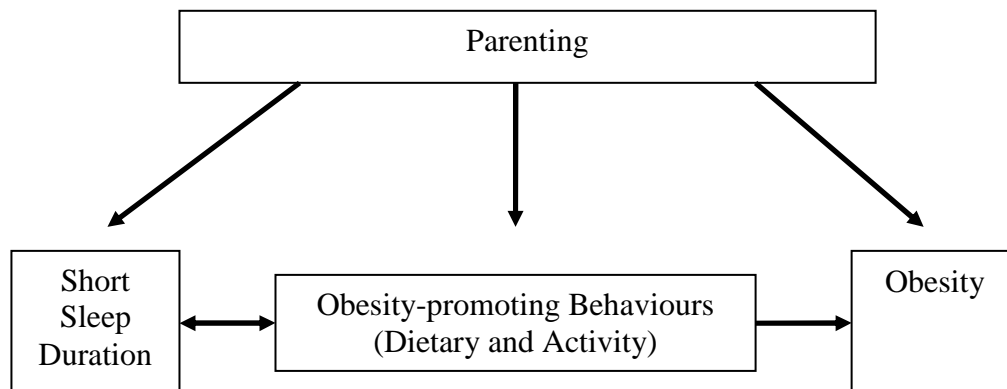 Parenting
Short
Sleep
Duration
Obesity-promoting Behaviours
(Dietary and Activity)
Obesity